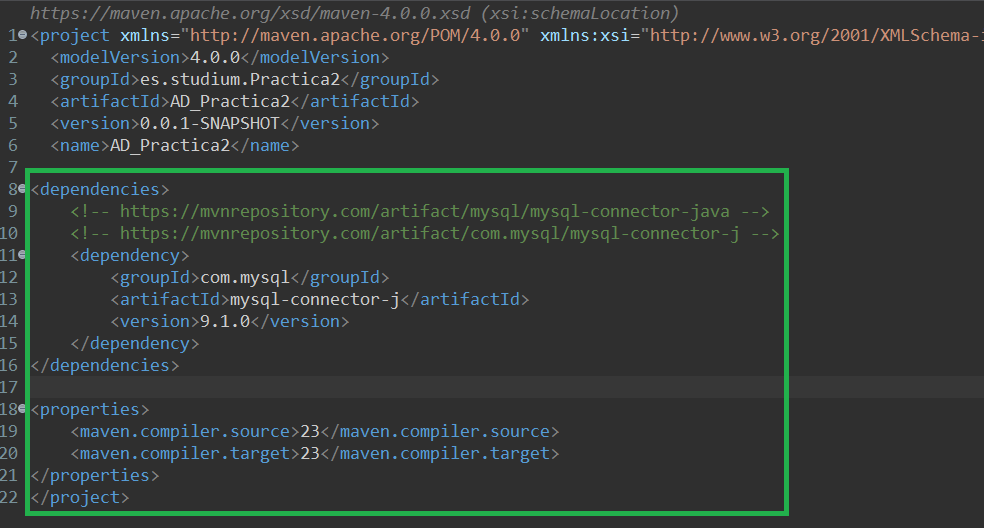 https://maven.apache.org/xsd/maven-4.0.0.xsd (xsi:schemaLocation)
1 <project xmlns="http://maven.apache.org/POM/4.0.0" xmlns:xsi="http://www.w3.org/2001/XMLSchema-
2 <modelVersion>4.0.0</modelVersion>
3 <groupId>es.studium.Practica2</groupId>
4 <artifactId>AD_Practica2</artifactId>
5 <version>0.0.1-SNAPSHOT</version>
6 <name>AD_Practica2</name>
7
8 <dependencies>
9 <!-- https://mvnrepository.com/artifact/mysql/mysql-connector-java -->
10 <!-- https://mvnrepository.com/artifact/com.mysql/mysql-connector-j -->
11 <dependency>
12 <groupId>com.mysql</groupId>
13 <artifactId>mysql-connector-j</artifactId>
14 <version>9.1.0</version>
15 </dependency>
16 </dependencies>
17
18 <properties>
19 <maven.compiler.source>23</maven.compiler.source>
20 <maven.compiler.target>23</maven.compiler.target>
21 </properties>
22 </project>